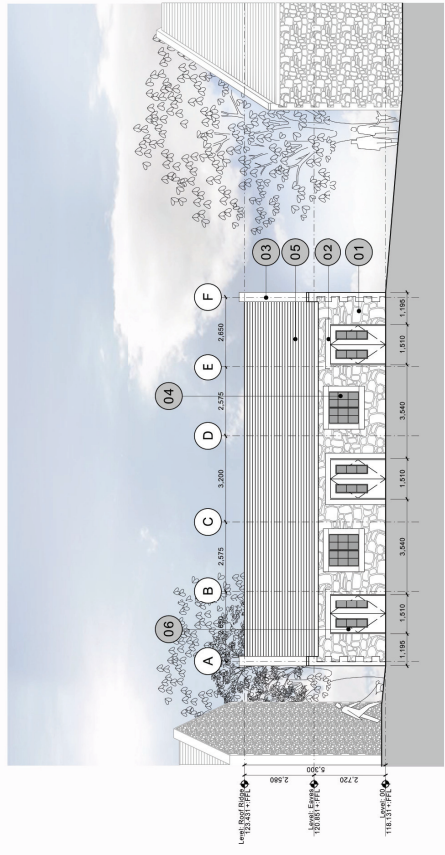 06
04
A B C D E F
2,650 2,575 3,200 2,575 2,650
Level: Roof Ridge
123.431+:FFL
03
05
02
01
2.580
5.300
2.720
Level: Eaves
120.851+:FFL
Level: 00
118.131+:FFL
1,195 1,510 3,540 1,510 3,540 1,510 1,195